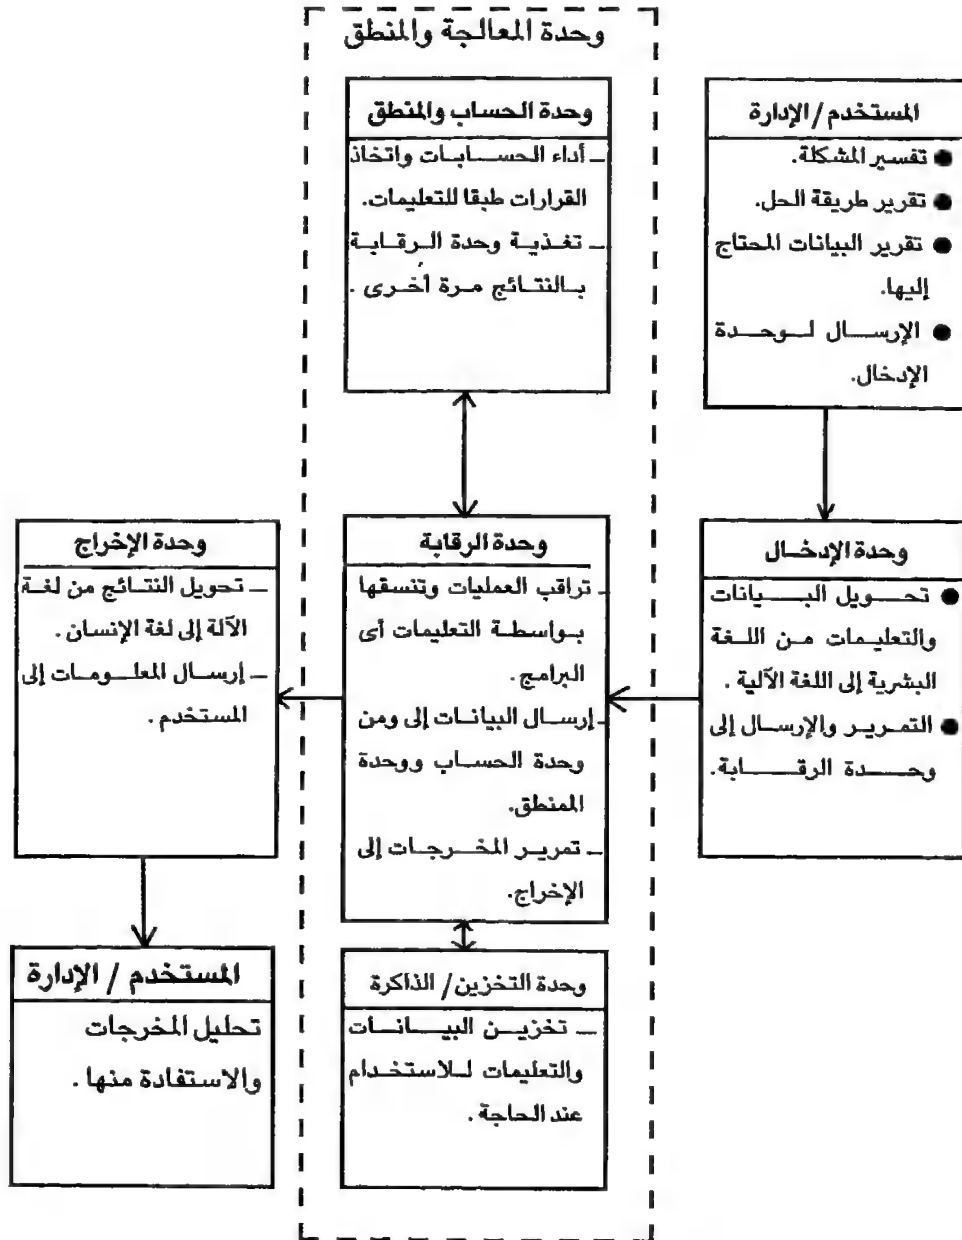 وحدة المعالجة والمنطق
المستخدم/الإدارة
● تفسير المشكلة.
● تقرير طريقة الحل.
● تقرير البيانات المحتاج
إليها.
● الإرسال لوحدة
الإدخال.
وحدة الحساب والمنطق
ـ أداء الحسابات واتخاذ
القرارات طبقا للتعليمات.
ـ تغذية وحدة الرقابة
بالنتائج مرة أخرى.
وحدة الإدخال
● تحويل البيانات
والتعليمات من اللغة
البشرية إلى اللغة الآلية.
● التمرير والإرسال إلى
وحدة الرقابة.
وحدة الرقابة
ـ تراقب العمليات وتنسقها
بواسطة التعليمات أى
البرامج.
ـ إرسال البيانات إلى ومن
وحدة الحساب ووحدة
المنطق.
ـ تمرير المخرجات إلى
الإخراج.
وحدة الإخراج
ـ تحويل النتائج من لغة
الآلة إلى لغة الإنسان.
ـ إرسال المعلومات إلى
المستخدم.
وحدة التخزين/ الذاكرة
ـ تخزين البيانات
والتعليمات للاستخدام
عند الحاجة.
المستخدم / الإدارة
تحليل المخرجات
والاستفادة منها.